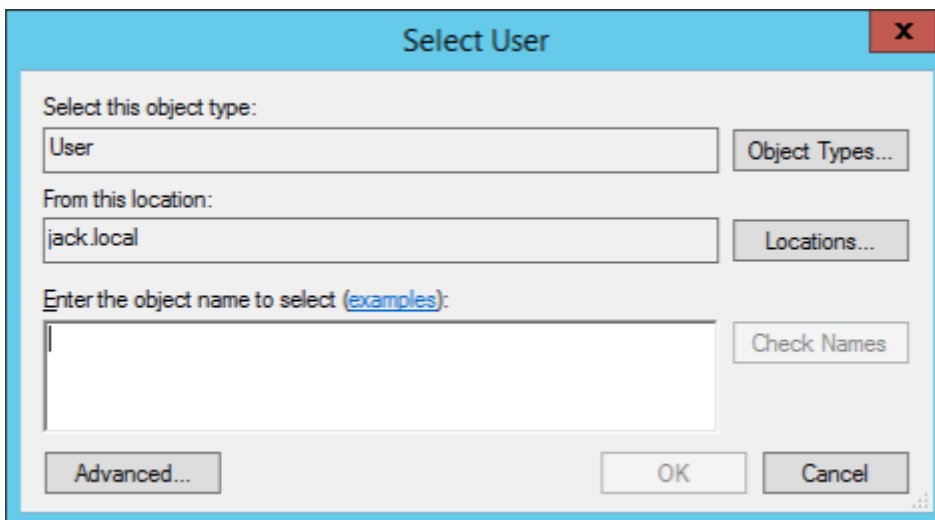 Select User
x
Select this object type:
User
Object Types...
From this location:
jack.local
Locations...
Enter the object name to select (examples):
Check Names
Advanced...
OK
Cancel